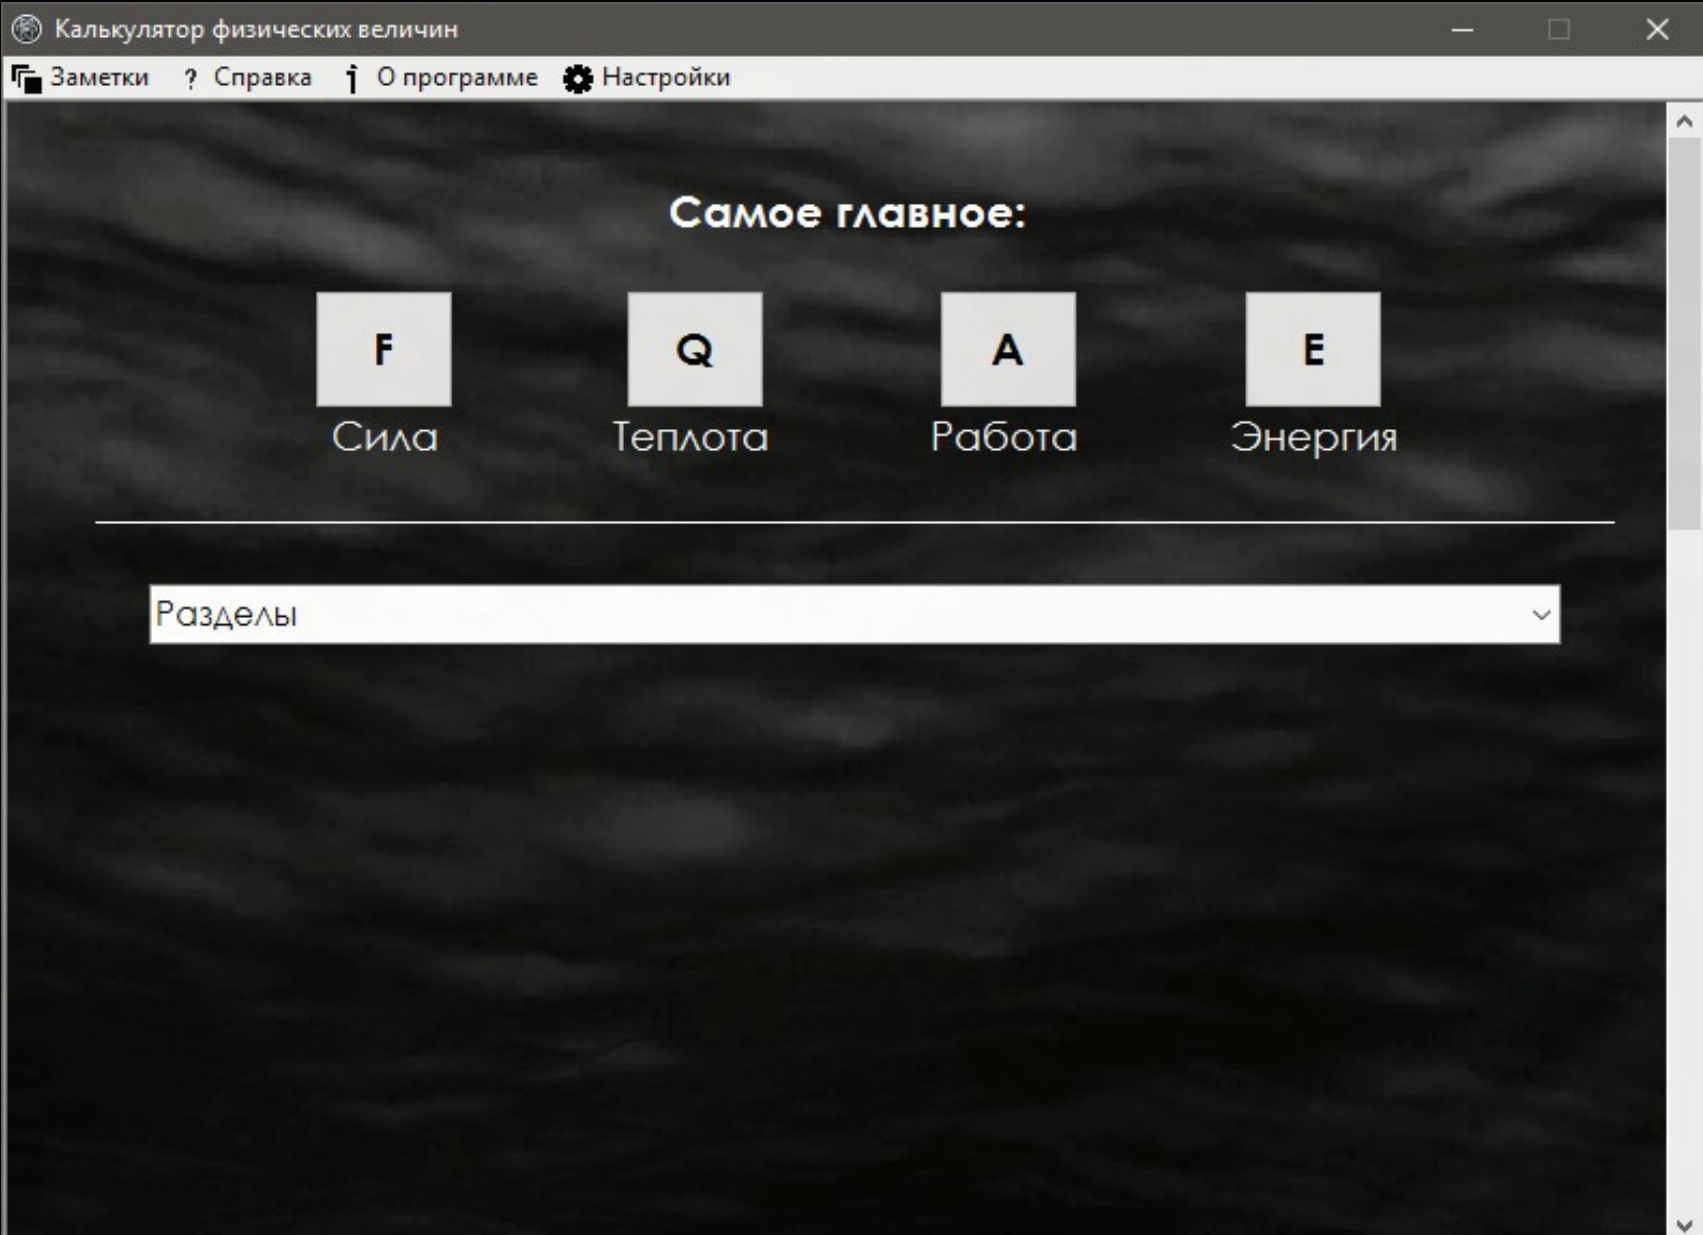 Калькулятор физических величин
Заметки ? Справка i О программе Настройки
Самое главное:
F Q A E
Сила Теплота Работа Энергия
Разделы